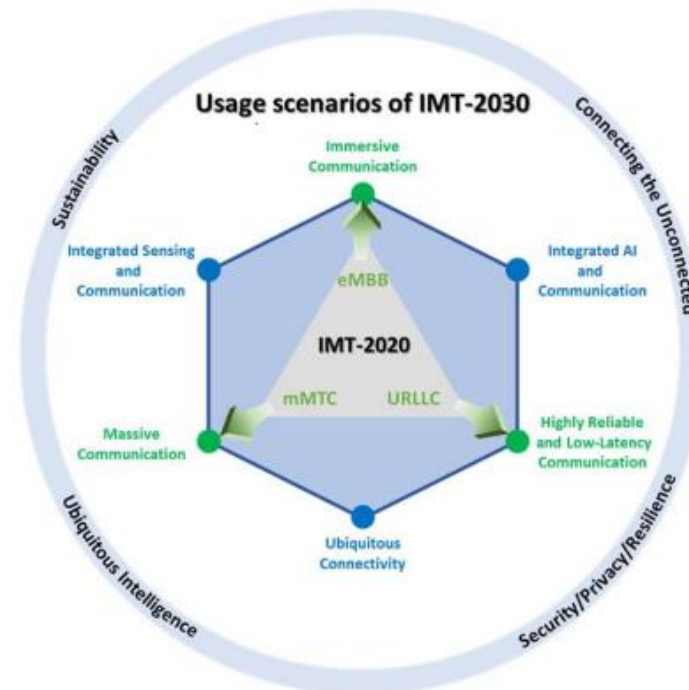 Usage scenarios of IMT-2030
Immersive
Communication
Sustainability
Connecting the Unconnected
Integrated Sensing
and
Communication
Integrated AI
and
Communication
eMBB
IMT-2020
mMTC
URLLC
Massive
Communication
Highly Reliable
and Low-Latency
Communication
Ubiquitous
Connectivity
Ubiquitous Intelligence
Security/Privacy/Resilience